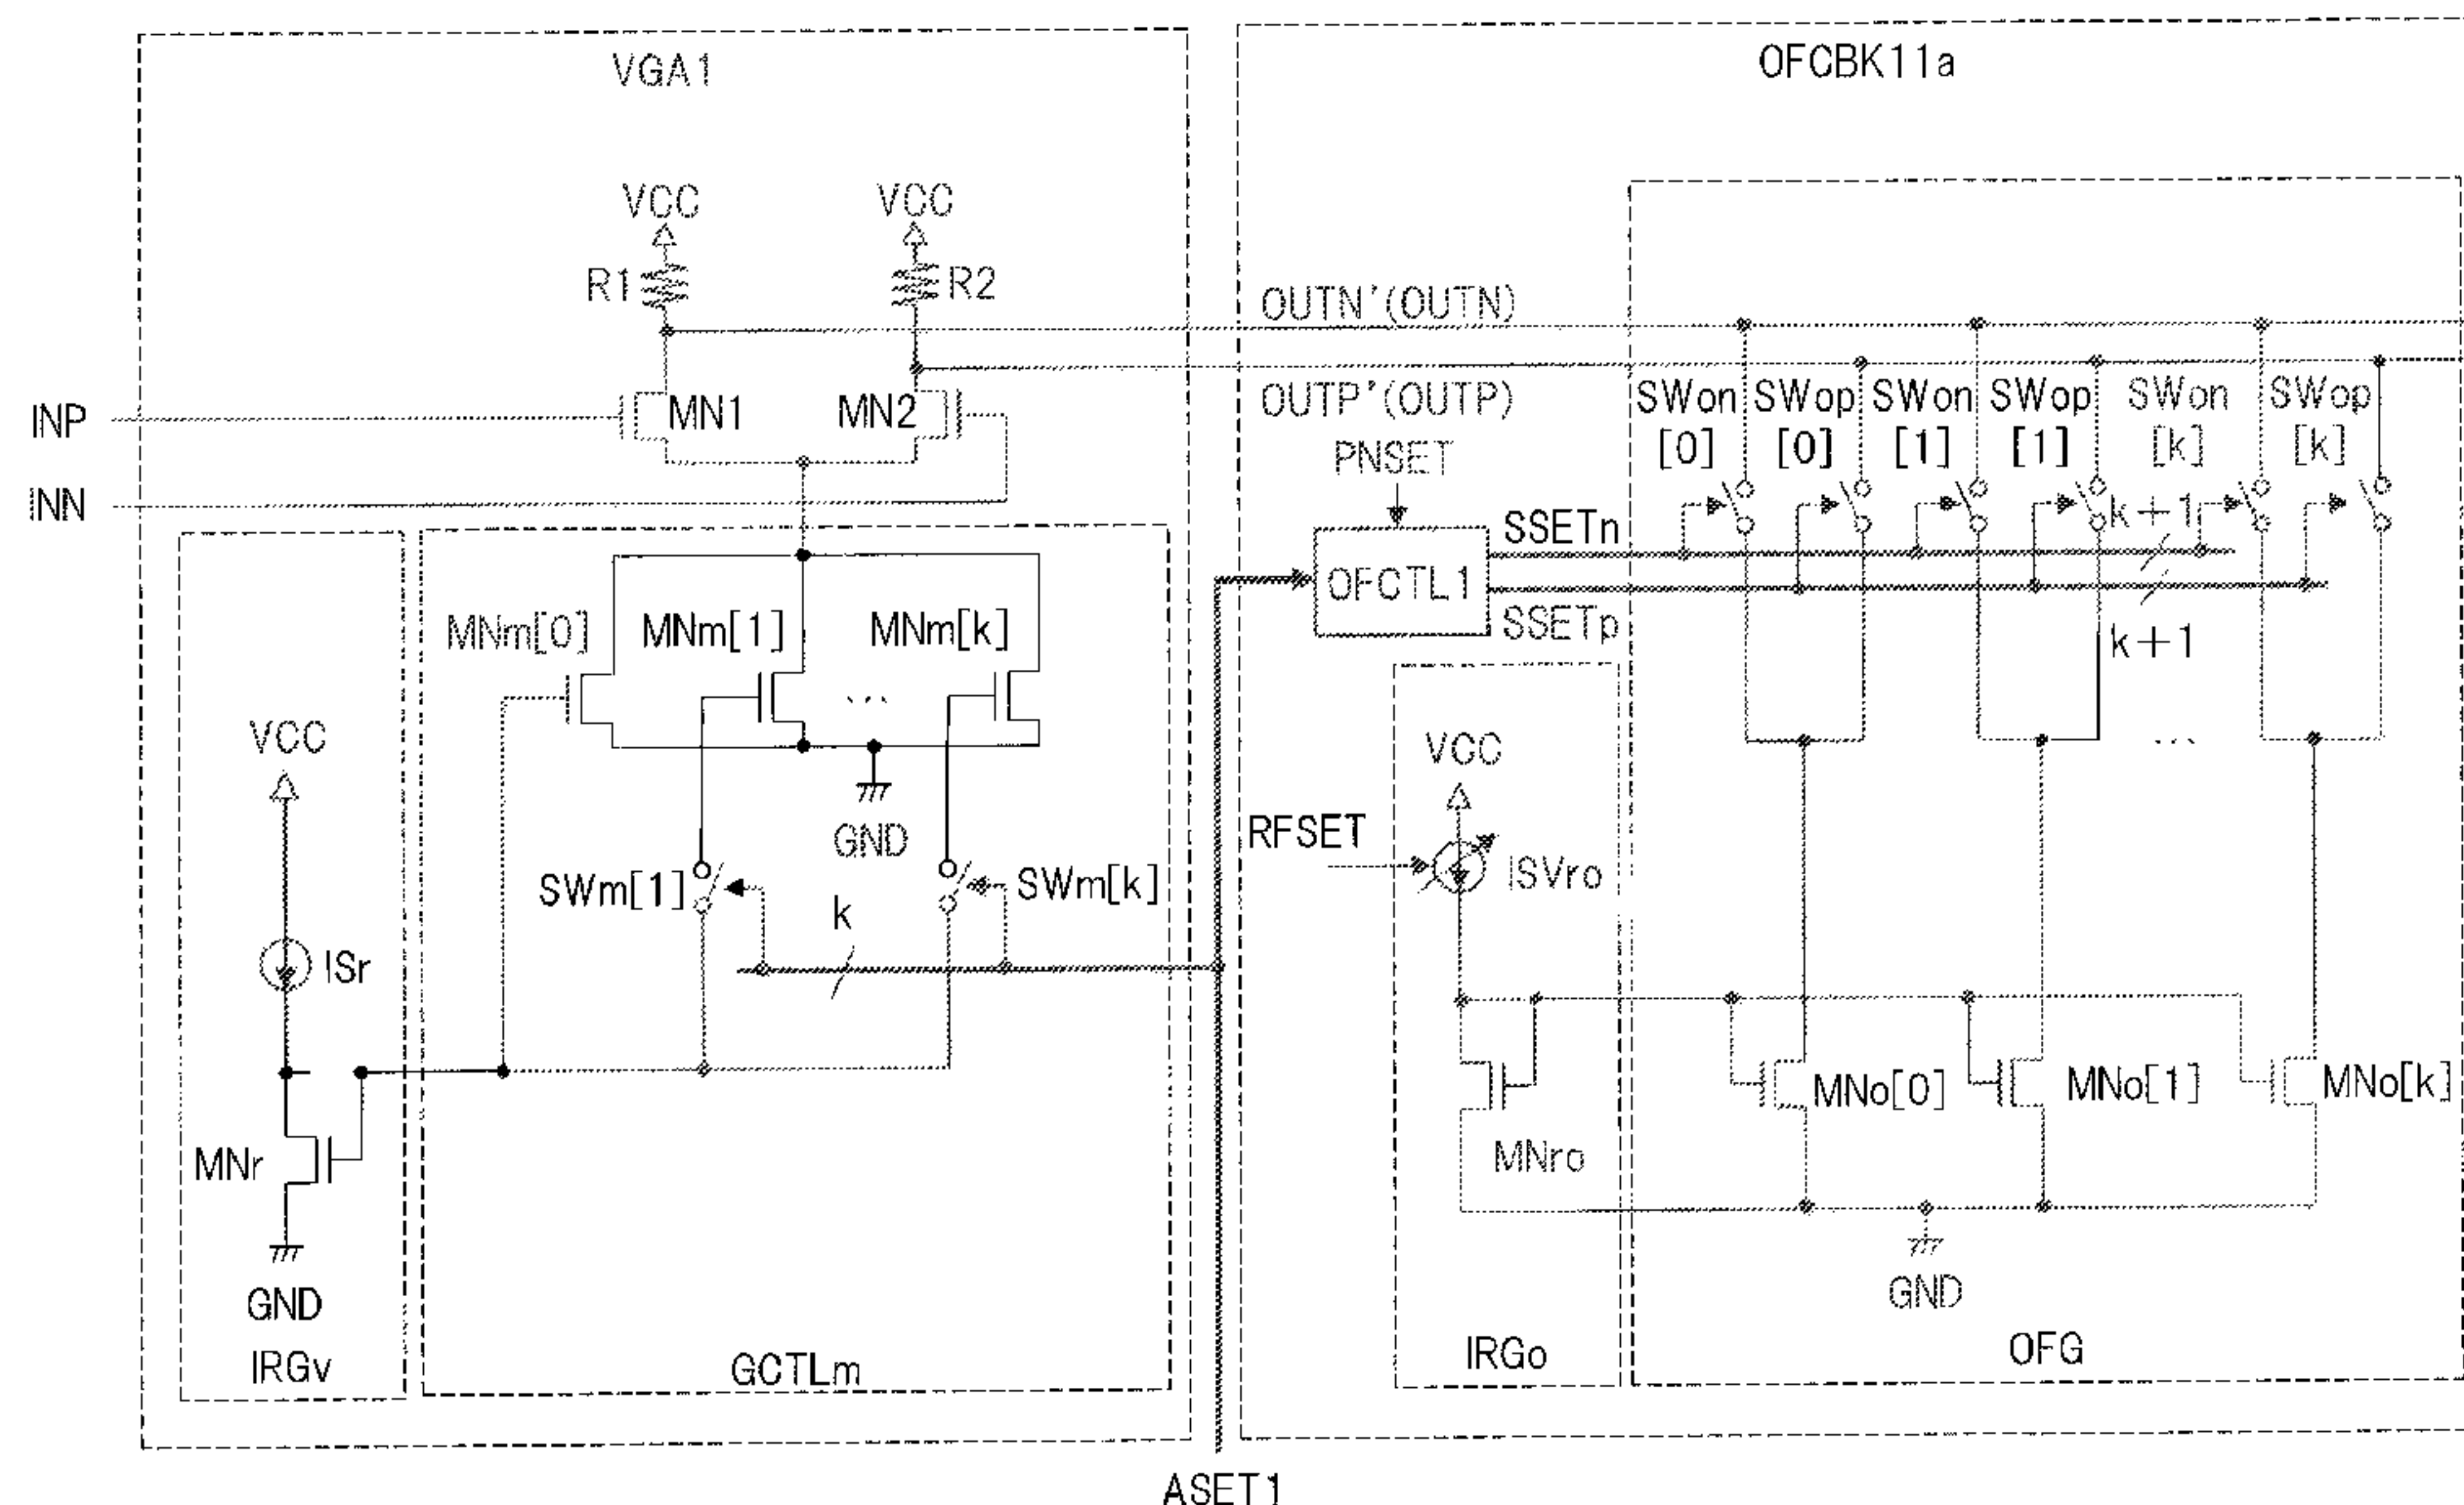 VGA1
OFCBK11a
VCC
VCC
R1
R2
OUTN'(OUTN)
OUTP'(OUTP)
INP
MN1
MN2
INN
PNSET
SWon
[0]
SWop
[0]
SWon
[1]
SWop
[1]
SWon
[k]
SWop
[k]
k+1
SSETn
OFCTL1
SSETp
k+1
MNm[0]
MNm[1]
MNm[k]
...
...
VCC
VCC
GND
RFSET
ISVro
SWm[1]
SWm[k]
k
ISr
MNr
MNro
MNo[0]
MNo[1]
MNo[k]
GND
GND
IRGv
GCTLm
IRGo
OFG
ASET1